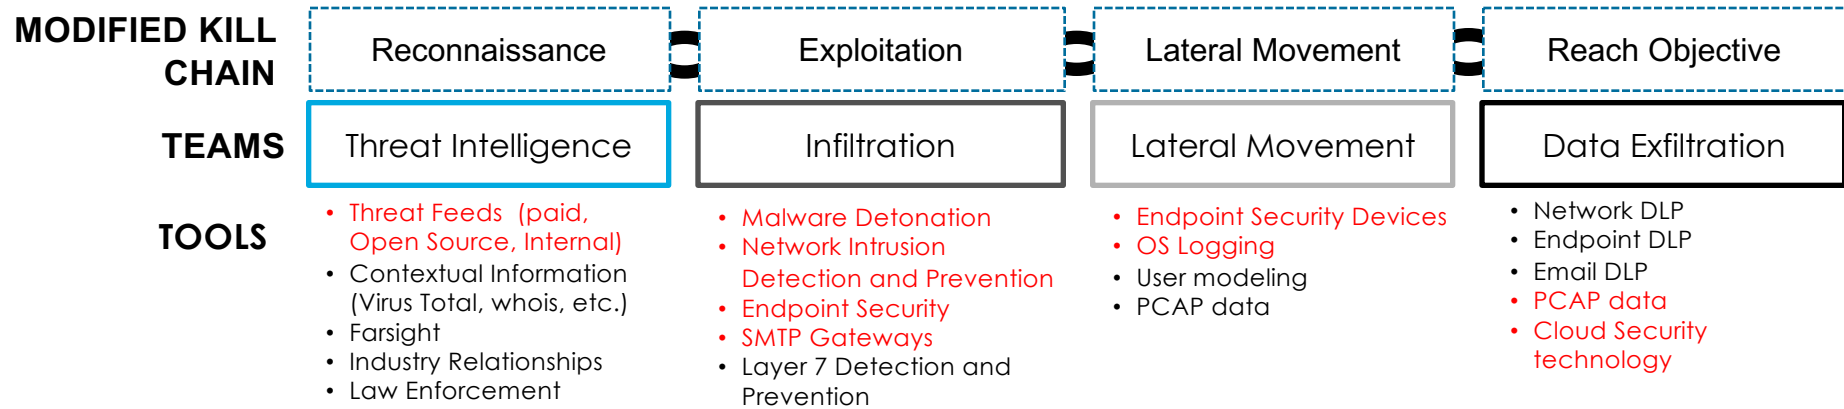 MODIFIED KILL
CHAIN
Reconnaissance
Exploitation
Lateral Movement
Reach Objective
TEAMS
Threat Intelligence
Infiltration
Lateral Movement
Data Exfiltration
TOOLS
• Threat Feeds (paid,
Open Source, Internal)
• Contextual Information
(Virus Total, whois, etc.)
• Farsight
• Industry Relationships
• Law Enforcement
• Malware Detonation
• Network Intrusion
Detection and Prevention
• Endpoint Security
• SMTP Gateways
• Layer 7 Detection and
Prevention
• Endpoint Security Devices
• OS Logging
• User modeling
• PCAP data
• Network DLP
• Endpoint DLP
• Email DLP
• PCAP data
• Cloud Security
technology